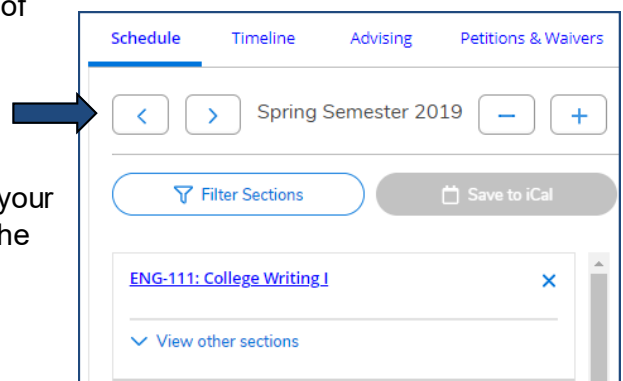 of
Schedule Timeline Advising Petitions & Waivers
Spring Semester 2019
your
Filter Sections Save to iCal
ENG-111: College Writing I
View other sections